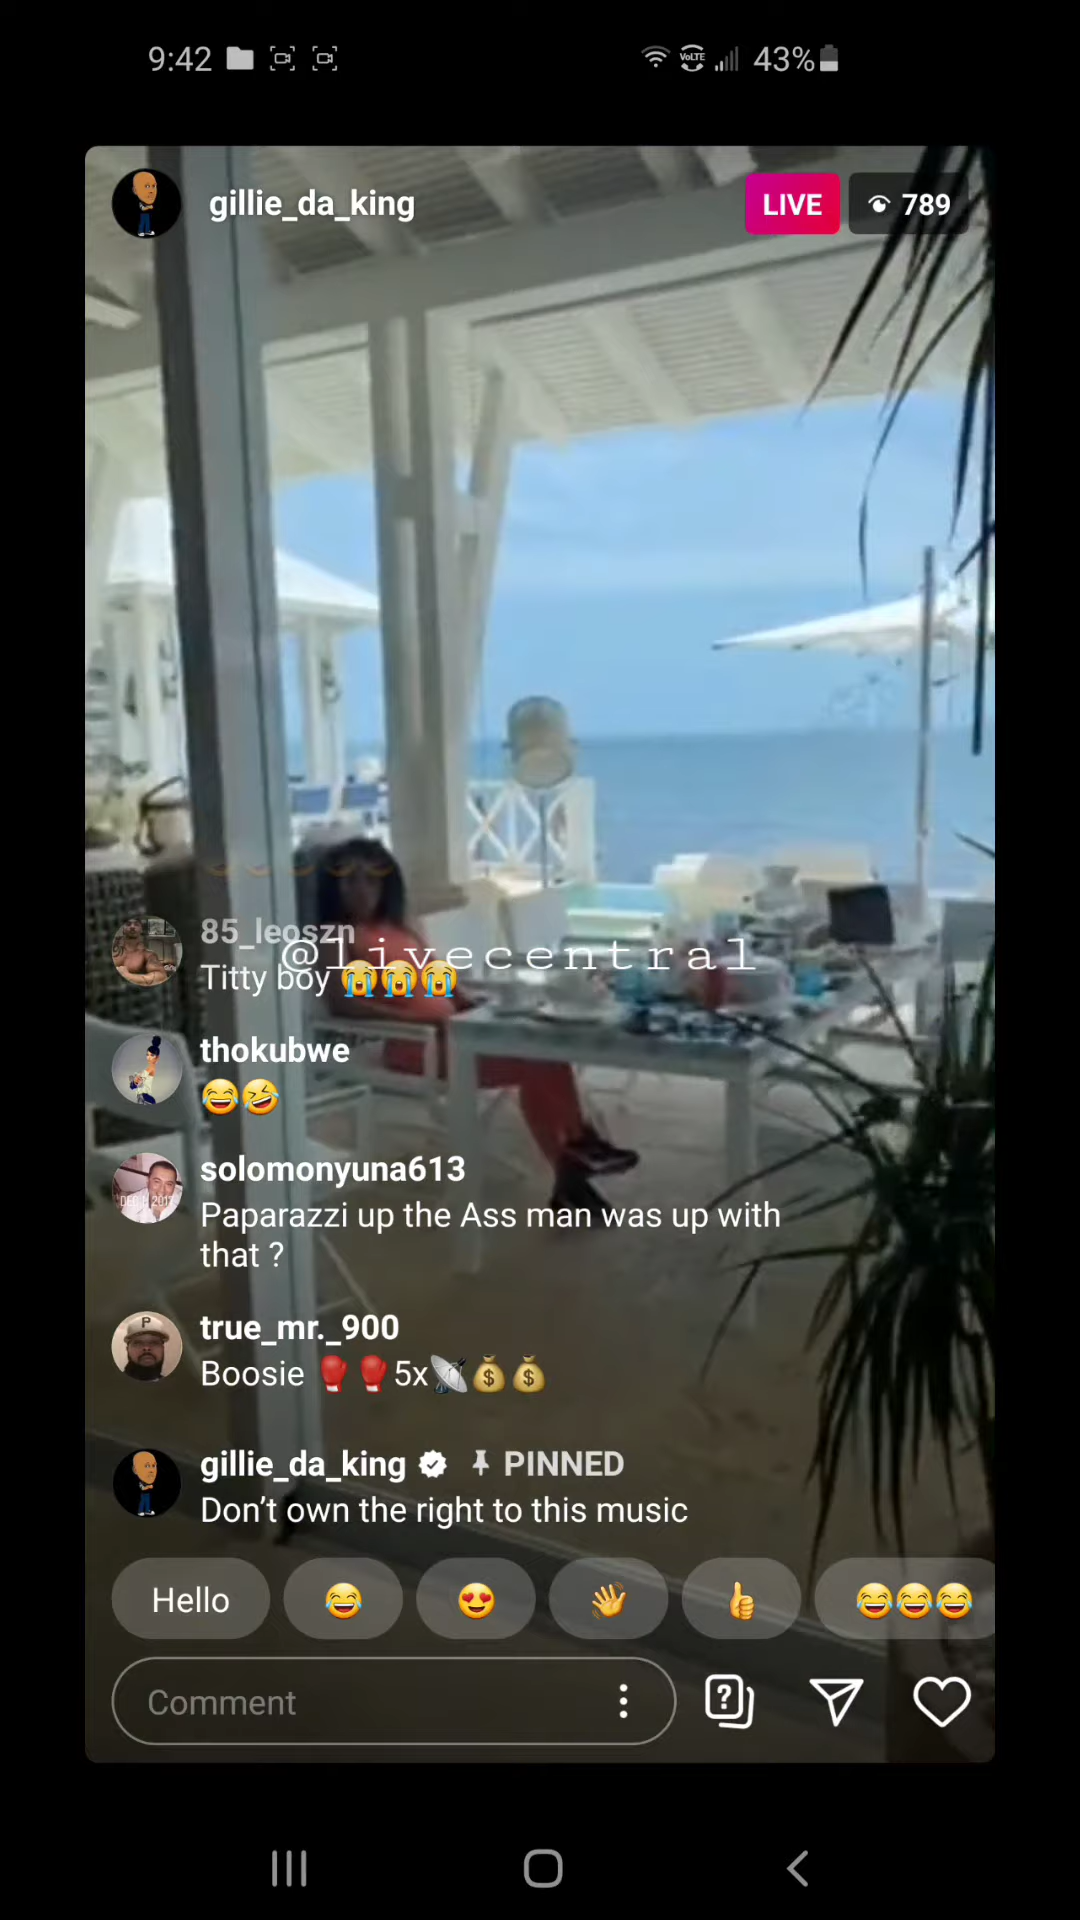 9:42
VoLTE
43%
gillie_da_king
LIVE
789
85_leoszn
@livecentral
Titty boy 😭😭😭
thokubwe
😂🤣
solomonyuna613
Paparazzi up the Ass man was up with
that ?
true_mr._900
Boosie 🥊🥊5x📡💰💰
gillie_da_king PINNED
Don’t own the right to this music
Hello 😂 😍 👋 👍 😂😂😂
Comment